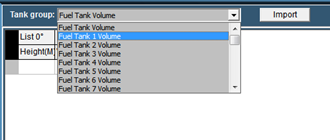 Tank group: Fuel Tank Volume Import
Fuel Tank Volume
List 0° Fuel Tank 1 Volume
Fuel Tank 2 Volume
Height(M) Fuel Tank 3 Volume
Fuel Tank 4 Volume
Fuel Tank 5 Volume
Fuel Tank 6 Volume
Fuel Tank 7 Volume